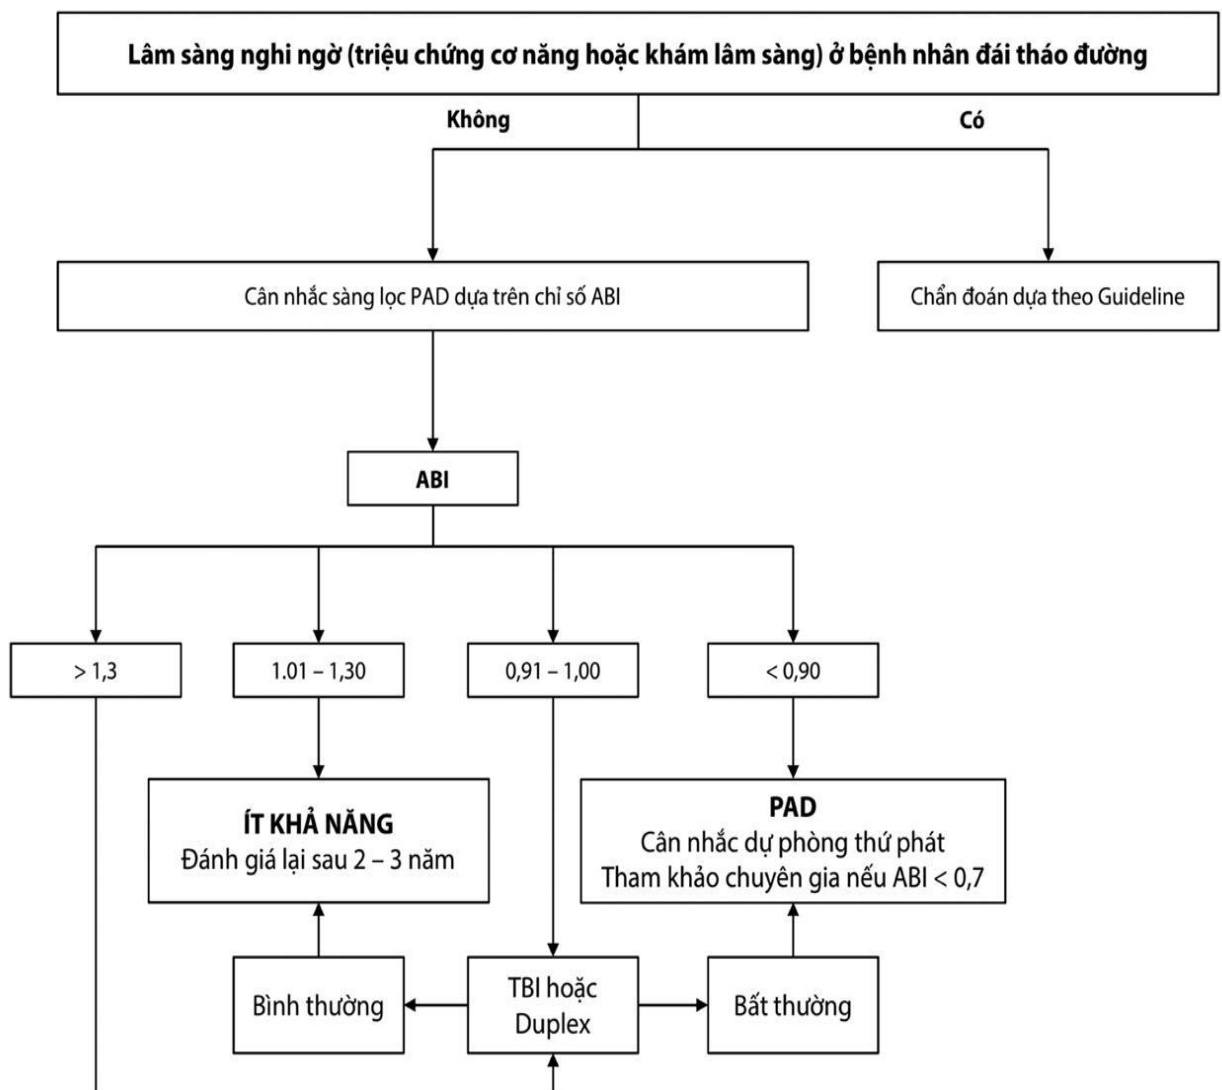 Lâm sàng nghi ngờ (triệu chứng cơ năng hoặc khám lâm sàng) ở bệnh nhân đái tháo đường
Không
Có
Cân nhắc sàng lọc PAD dựa trên chỉ số ABI
Chẩn đoán dựa theo Guideline
ABI
> 1,3
1.01 – 1,30
0,91 – 1,00
< 0,90
ÍT KHẢ NĂNG
Đánh giá lại sau 2 – 3 năm
PAD
Cân nhắc dự phòng thứ phát
Tham khảo chuyên gia nếu ABI < 0,7
Bình thường
TBI hoặc
Duplex
Bất thường